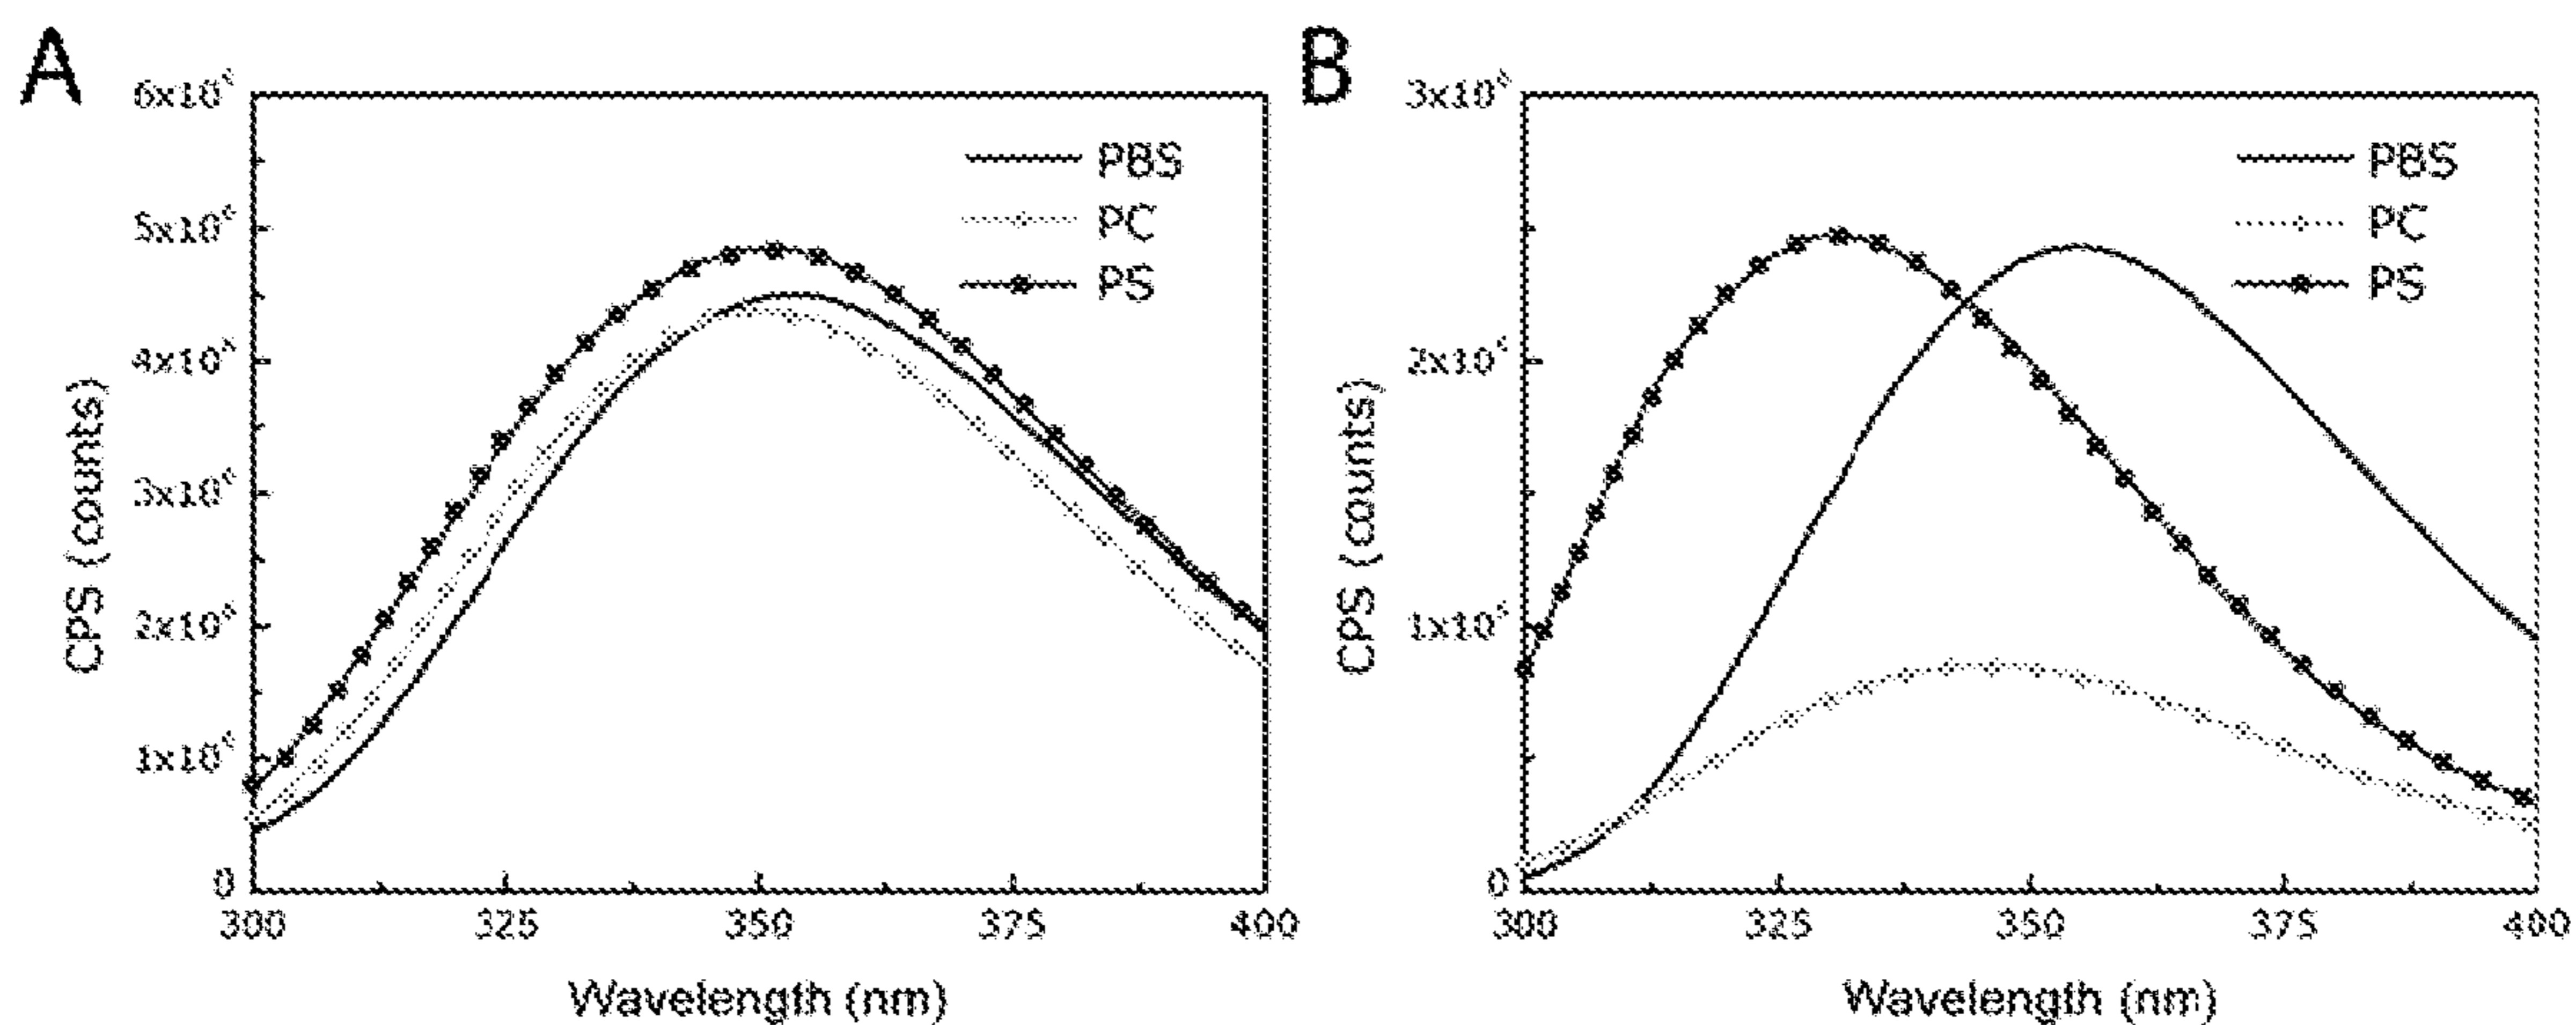 A
6x10⁶
5x10⁶
4x10⁶
3x10⁶
2x10⁶
1x10⁶
0
CPS (counts)
PBS
PC
PS
300 325 350 375 400
Wavelength (nm)
B
3x10⁶
2x10⁶
1x10⁶
0
CPS (counts)
PBS
PC
PS
300 325 350 375 400
Wavelength (nm)